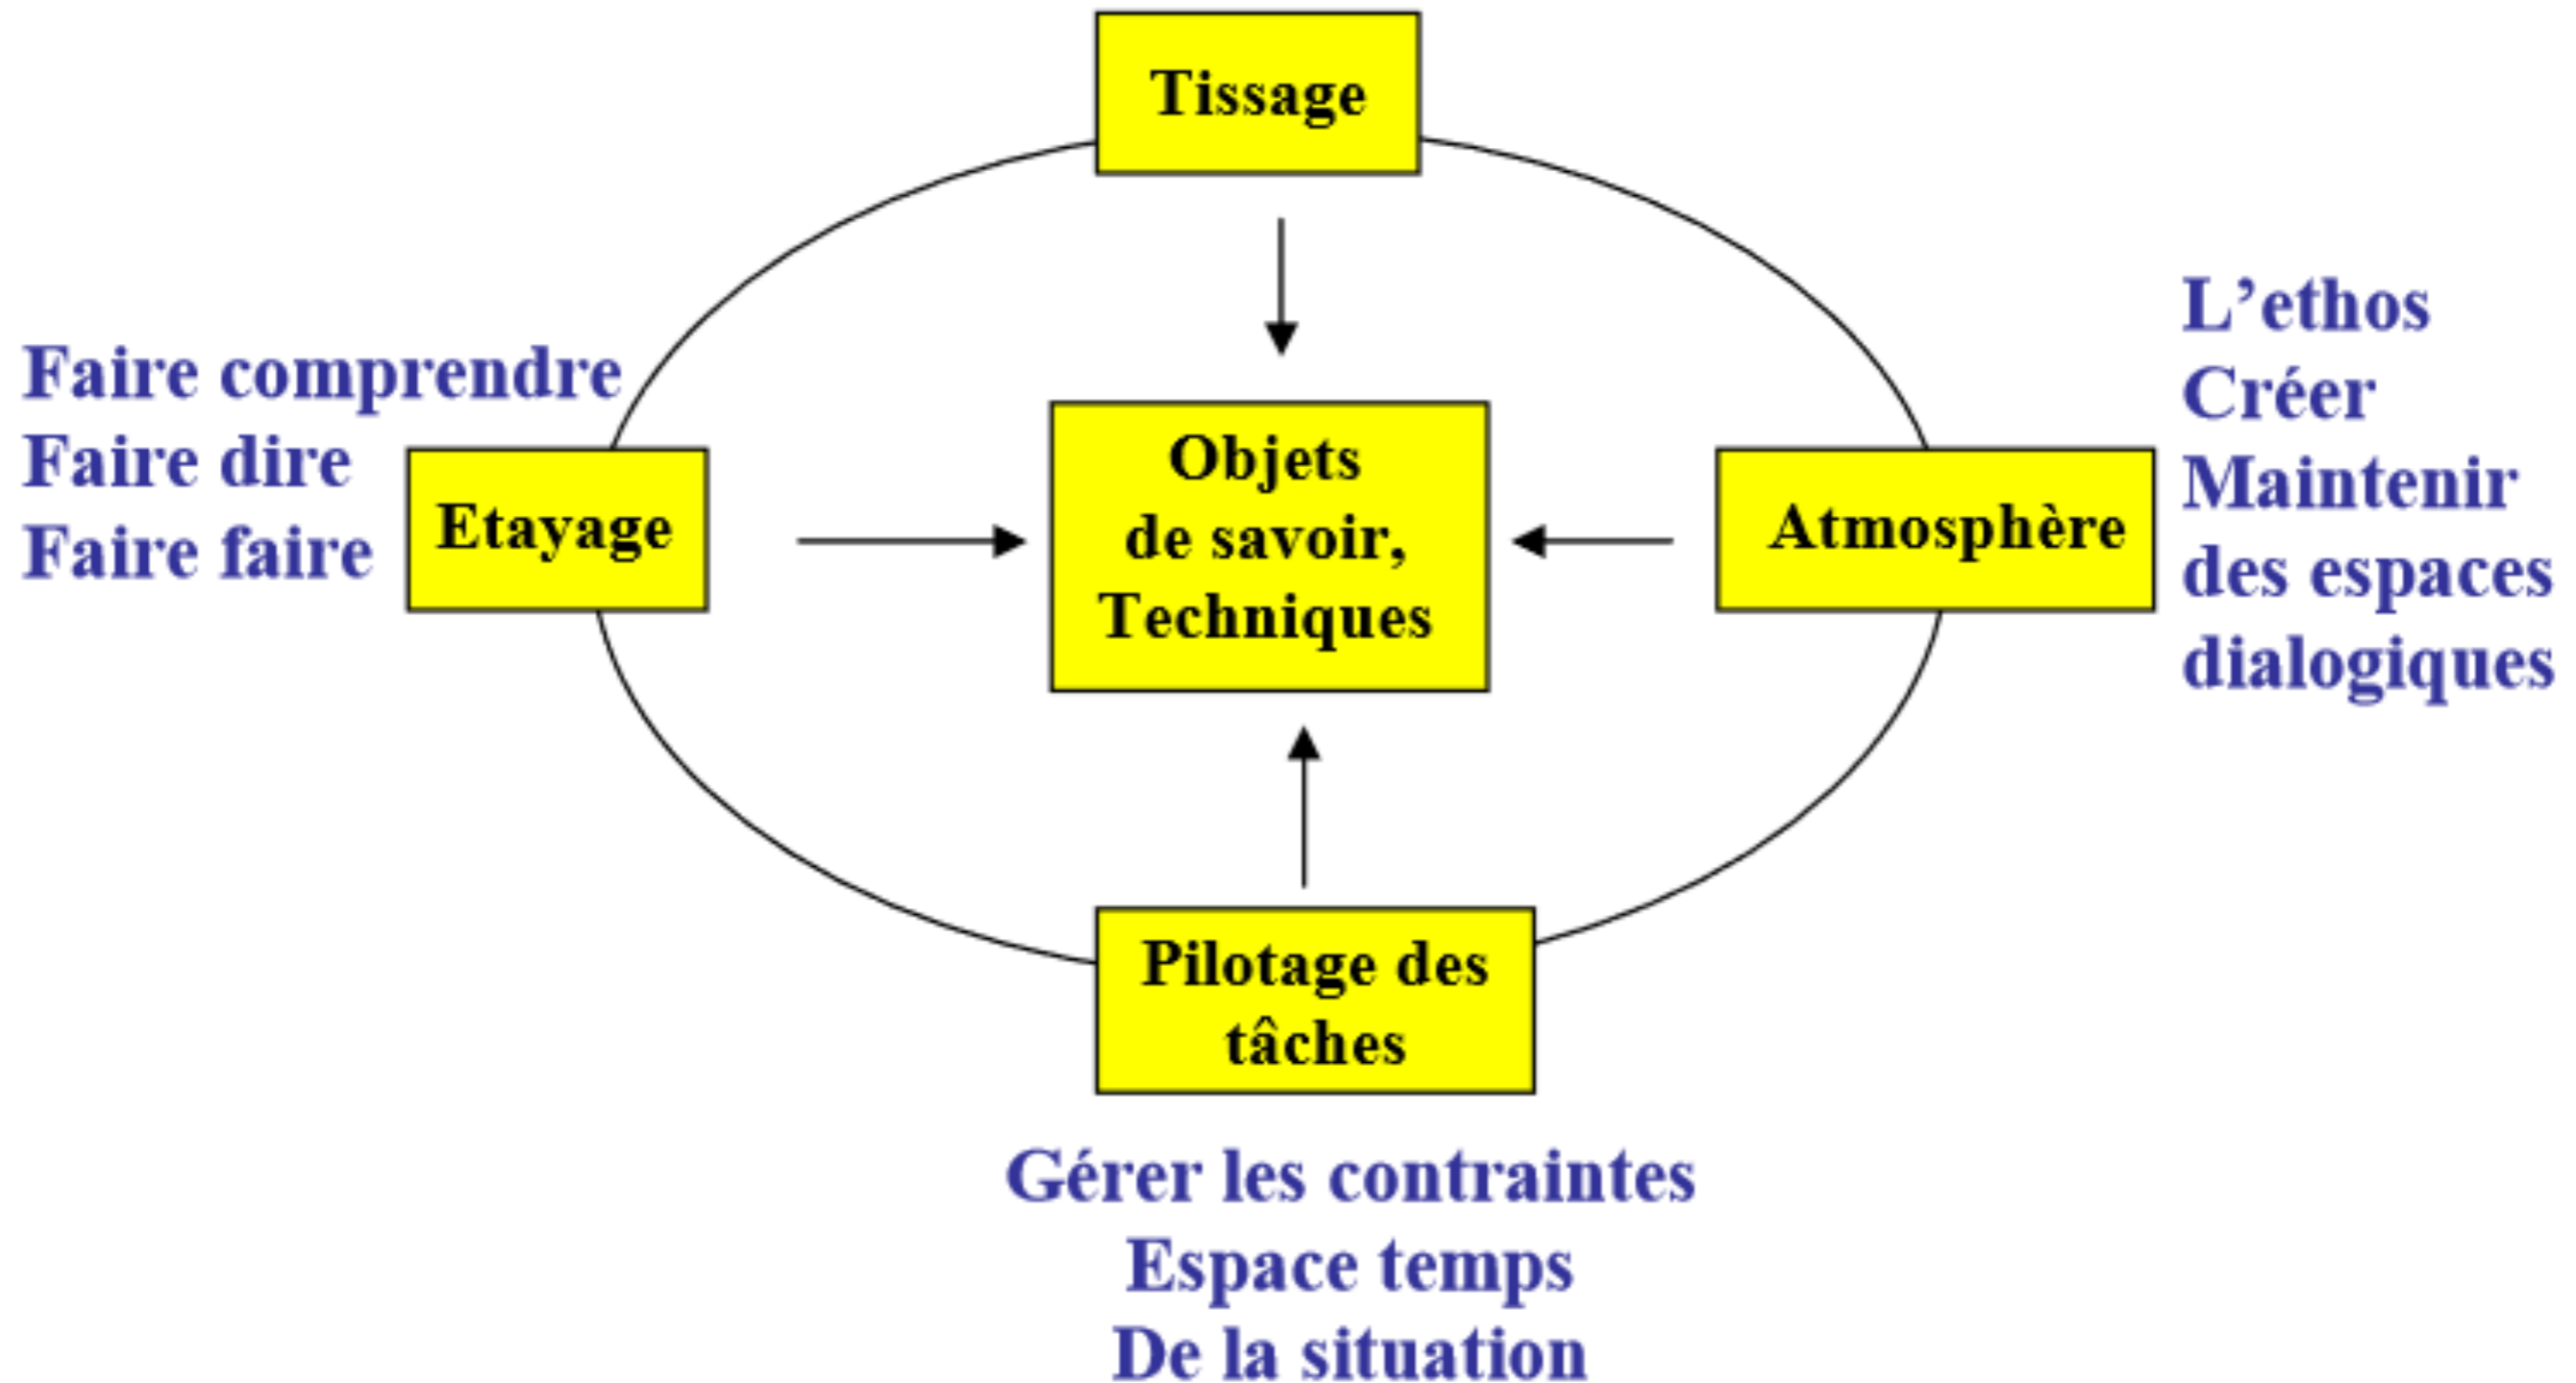 Tissage
Faire comprendre
Faire dire
Faire faire
Etayage
Objets
de savoir,
Techniques
Atmosphère
L’ethos
Créer
Maintenir
des espaces
dialogiques
Pilotage des
tâches
Gérer les contraintes
Espace temps
De la situation